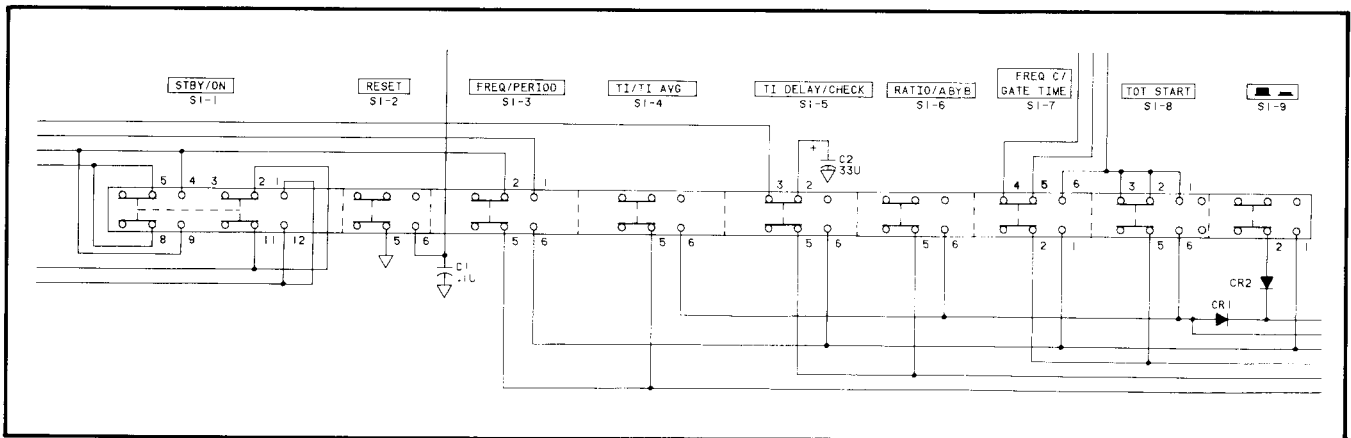 STBY/ON
S1-1
RESET
S1-2
FREQ/PERIOD
S1-3
TI/TI AVG
S1-4
TI DELAY/CHECK
S1-5
RATIO/ABYB
S1-6
FREQ C/
GATE TIME
S1-7
TOT START
S1-8
S1-9
+
C2
33U
5 4 3 2 1
2 1
3 2
4 5 6
3 2 1
8 9 11 12
5 6
5 6
5 6
5 6
5 6
2 1
5 6
2 1
C1
.1U
CR2
CR1